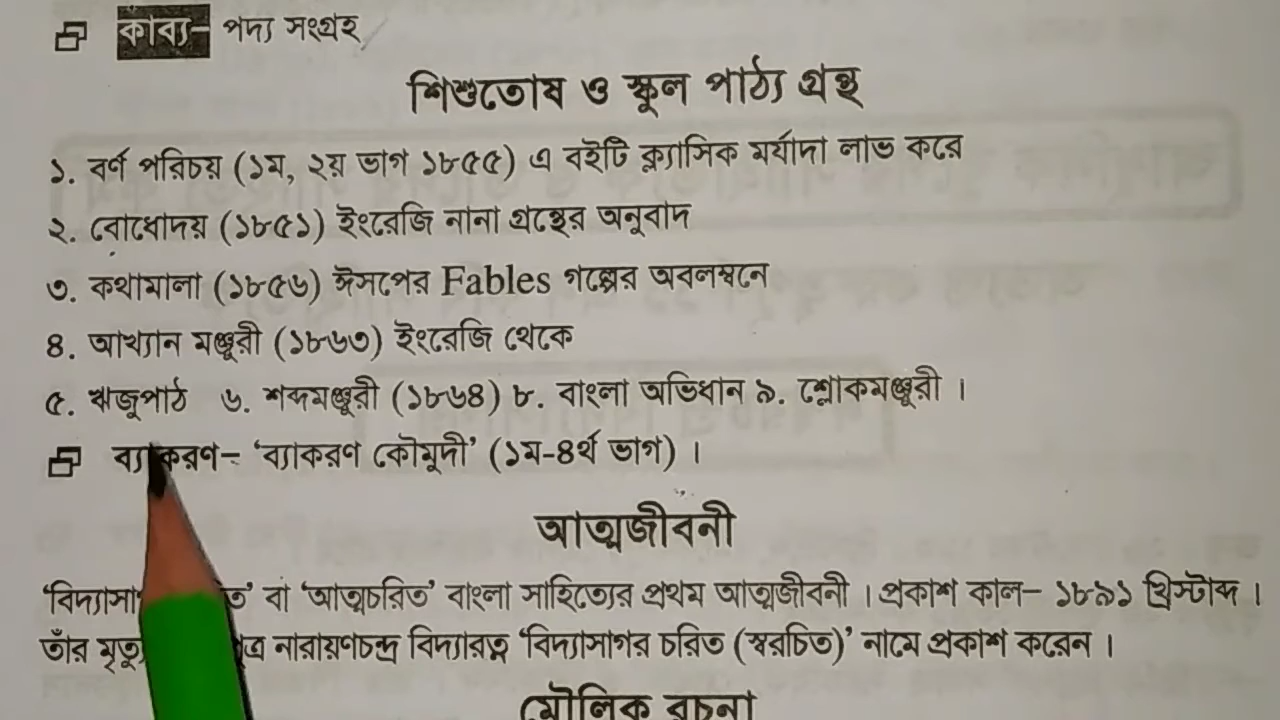 কাব্য– পদ্য সংগ্রহ
শিশুতোষ ও স্কুল পাঠ্য গ্রন্থ
১. বর্ণ পরিচয় (১ম, ২য় ভাগ ১৮৫৫) এ বইটি ক্ল্যাসিক মর্যাদা লাভ করে
২. বোধোদয় (১৮৫১) ইংরেজি নানা গ্রন্থের অনুবাদ
৩. কথামালা (১৮৫৬) ঈসপের Fables গল্পের অবলম্বনে
৪. আখ্যান মঞ্জুরী (১৮৬৩) ইংরেজি থেকে
৫. ঋজুপাঠ ৬. শব্দমঞ্জুরী (১৮৬৪) ৮. বাংলা অভিধান ৯. শ্লোকমঞ্জুরী ।
ব্যাকরণ– ‘ব্যাকরণ কৌমুদী’ (১ম-৪র্থ ভাগ) ।
আত্মজীবনী
বা ‘আত্মচরিত’ বাংলা সাহিত্যের প্রথম আত্মজীবনী । প্রকাশ কাল– ১৮৯১ খ্রিস্টাব্দ ।
তাঁর নারায়ণচন্দ্র বিদ্যারত্ন ‘বিদ্যাসাগর চরিত (স্বরচিত)’ নামে প্রকাশ করেন ।
মৌলিক রচনা